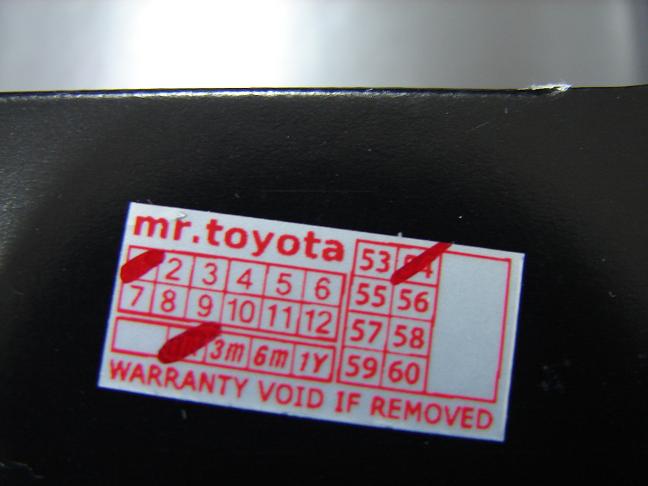 mr.toyota
2 3 4 5 6
7 8 9 10 11 12
3m 6m 1Y
53 54
55 56
57 58
59 60
WARRANTY VOID IF REMOVED